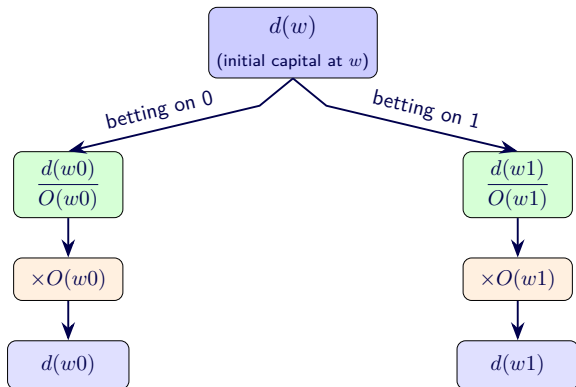 d(w)
(initial capital at w)
betting on 0
betting on 1
d(w0)
O(w0)
d(w1)
O(w1)
×O(w0)
×O(w1)
d(w0)
d(w1)